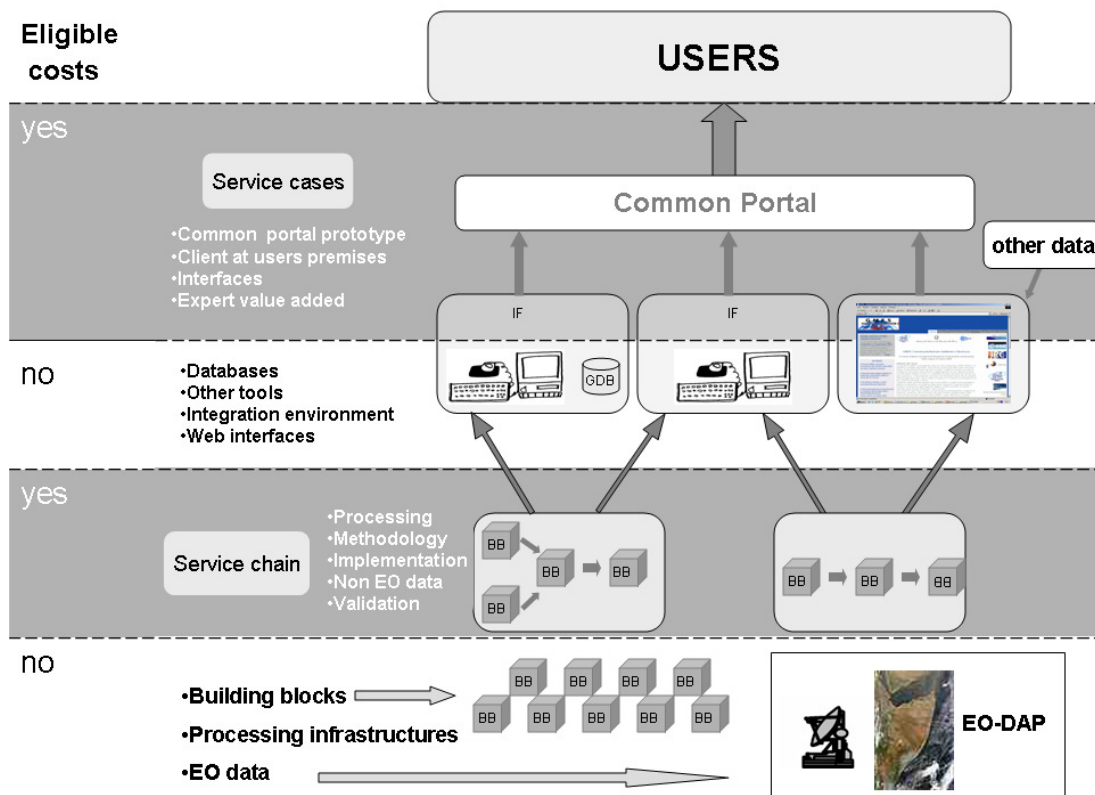 Eligible
costs
USERS
yes
Service cases
•Common portal prototype
•Client at users premises
•Interfaces
•Expert value added
Common Portal
other data
IF
IF
no
•Databases
•Other tools
•Integration environment
•Web interfaces
GDB
yes
Service chain
•Processing
•Methodology
•Implementation
•Non EO data
•Validation
BB
BB
BB
BB
BB
BB
BB
no
•Building blocks
•Processing infrastructures
•EO data
BB
BB
BB
BB
BB
BB
BB
BB
BB
EO-DAP